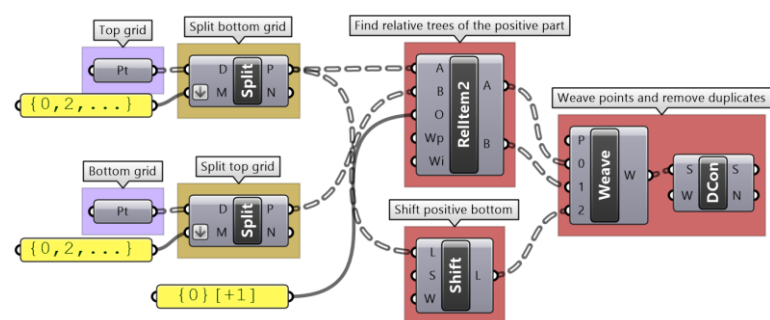 Top grid
Split bottom grid
Find relative trees of the positive part
Pt
D
M
Split
P
N
{0,2,...}
A
B
O
Wp
Wi
RelItem2
A
B
Weave points and remove duplicates
P
0
1
2
Weave
W
S
W
DCon
S
N
Bottom grid
Split top grid
Pt
D
M
Split
P
N
{0,2,...}
Shift positive bottom
L
S
W
Shift
L
{0}[+1]